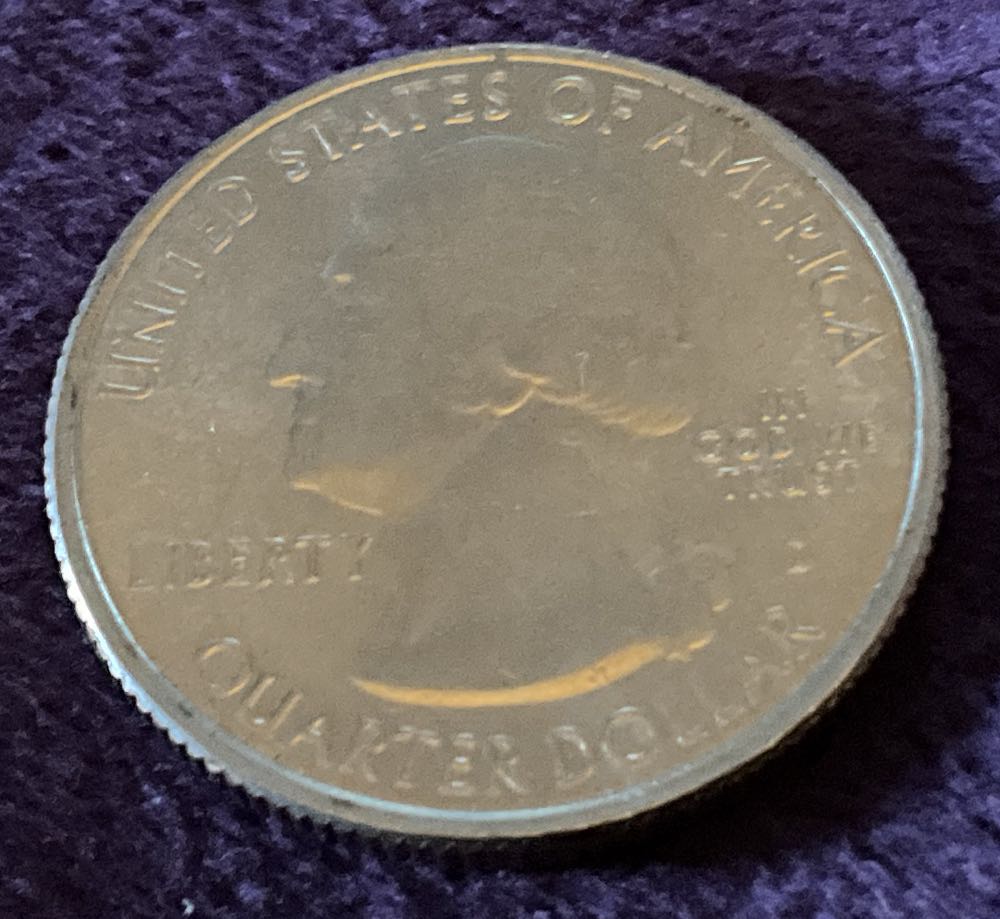 UNITED STATES OF AMERICA
LIBERTY
IN
GOD WE
TRUST
QUARTER DOLLAR